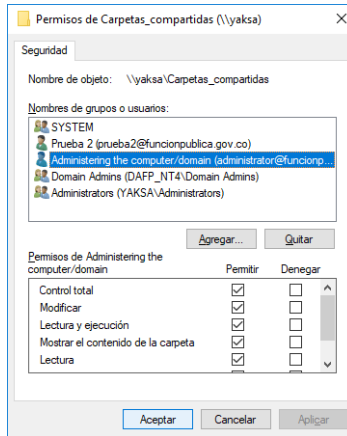 Permisos de Carpetas_compartidas (\\yaksa)
Seguridad
Nombre de objeto: \\yaksa\Carpetas_compartidas
Nombres de grupos o usuarios:
SYSTEM
Prueba 2 (prueba2@funcionpublica.gov.co)
Administering the computer/domain (administrator@funcionp...
Domain Admins (DAFP_NT4\Domain Admins)
Administrators (YAKSA\Administrators)
Agregar... Quitar
Permisos de Administering the
computer/domain Permitir Denegar
Control total
Modificar
Lectura y ejecución
Mostrar el contenido de la carpeta
Lectura
Aceptar Cancelar Aplicar